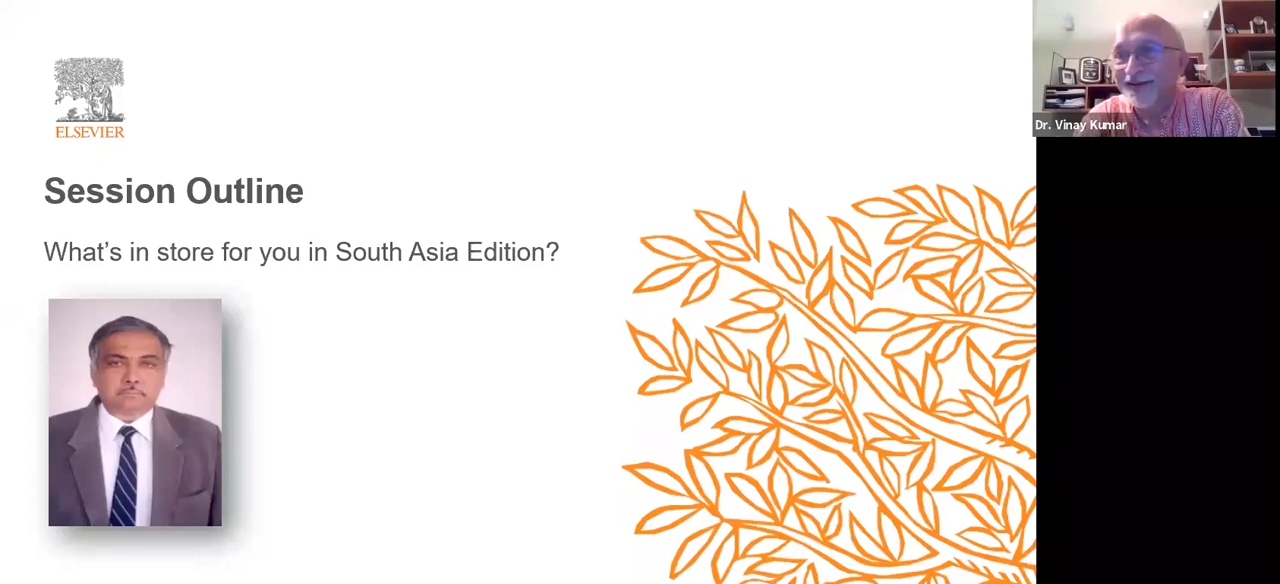 ELSEVIER
Session Outline
What's in store for you in South Asia Edition?
Dr. Vinay Kumar